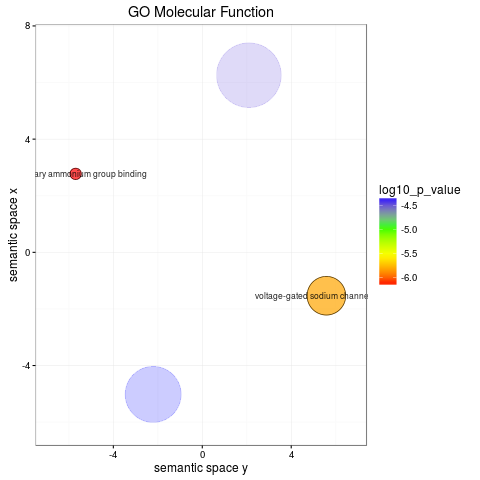 GO Molecular Function
8
4
0
-4
semantic space x
ary ammonium group binding
voltage-gated sodium channe
-4
0
4
semantic space y
log10_p_value
-4.5
-5.0
-5.5
-6.0